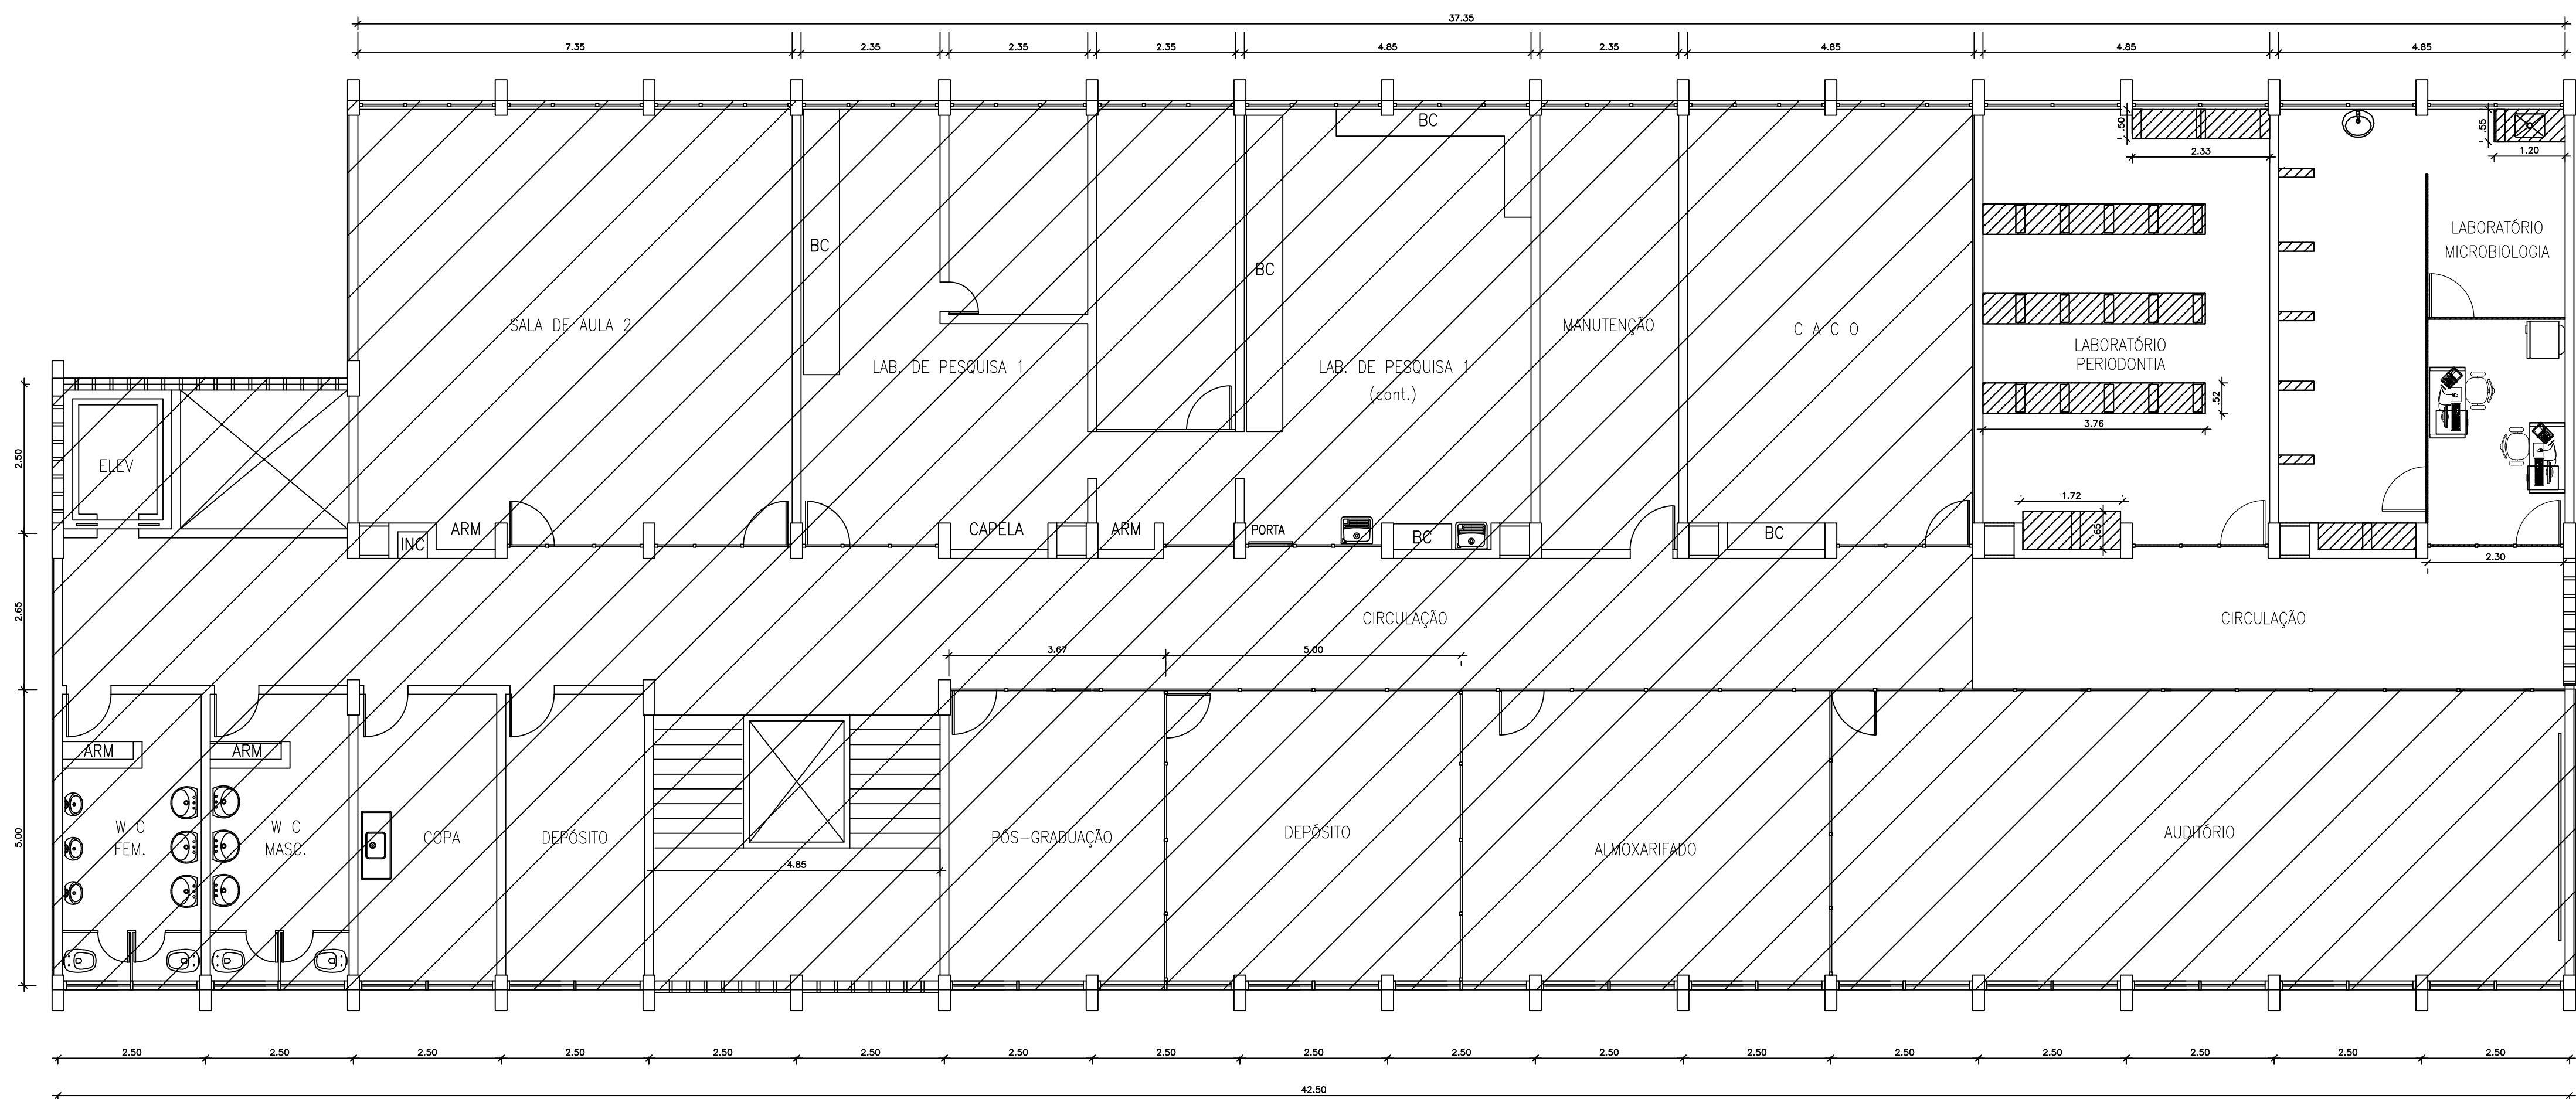 37.35
7.35 2.35 2.35 2.35 4.85 2.35 4.85 4.85 4.85
BC
.50
2.33
.55
1.20
BC
BC
LABORATÓRIO
MICROBIOLOGIA
SALA DE AULA 2
MANUTENÇÃO
C A C O
LABORATÓRIO
PERIODONTIA
LAB. DE PESQUISA 1
LAB. DE PESQUISA 1
(cont.)
.52
3.76
2.50
ELEV
1.72
.65
INC
ARM
CAPELA
ARM
PORTA
BC
BC
2.30
2.65
CIRCULAÇÃO
CIRCULAÇÃO
3.67
5.00
ARM
ARM
5.00
W C
FEM.
W C
MASC.
COPA
DEPÓSITO
4.85
PÓS-GRADUAÇÃO
DEPÓSITO
ALMOXARIFADO
AUDITÓRIO
2.50 2.50 2.50 2.50 2.50 2.50 2.50 2.50 2.50 2.50 2.50 2.50 2.50 2.50 2.50 2.50 2.50
42.50